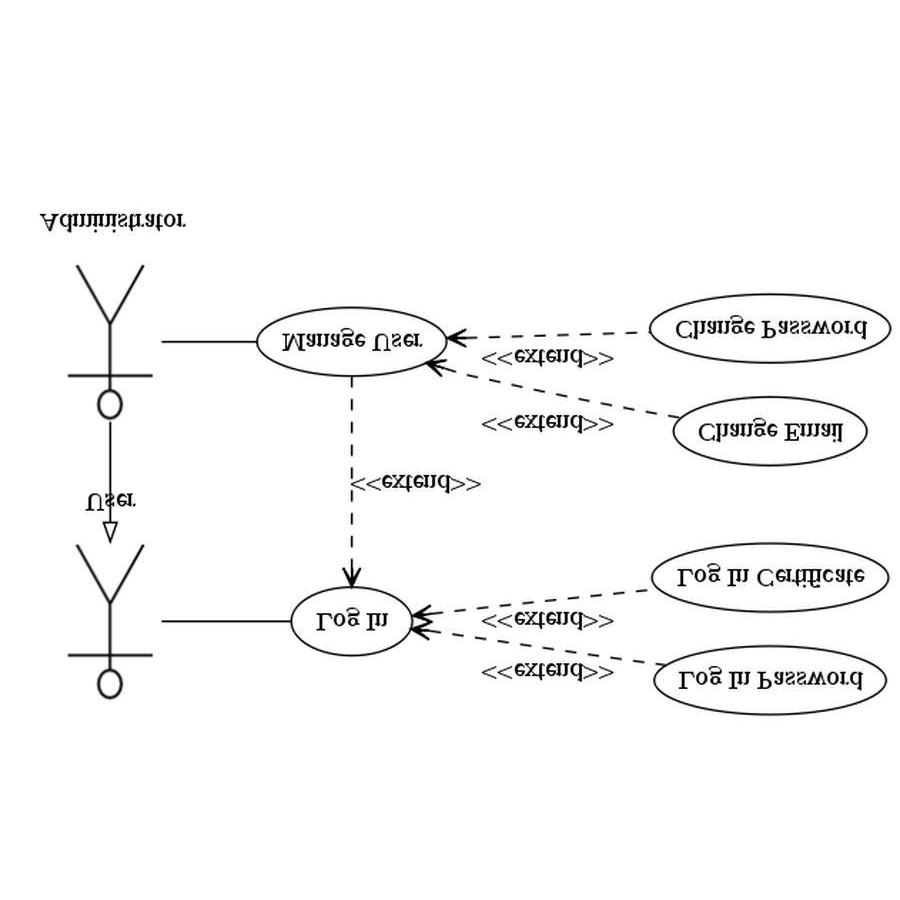 Log In Password
<<extend>>
Log In
<<extend>>
Log In Certificate
User
<<extend>>
Change Email
<<extend>>
<<extend>>
Manage User
Change Password
Administrator